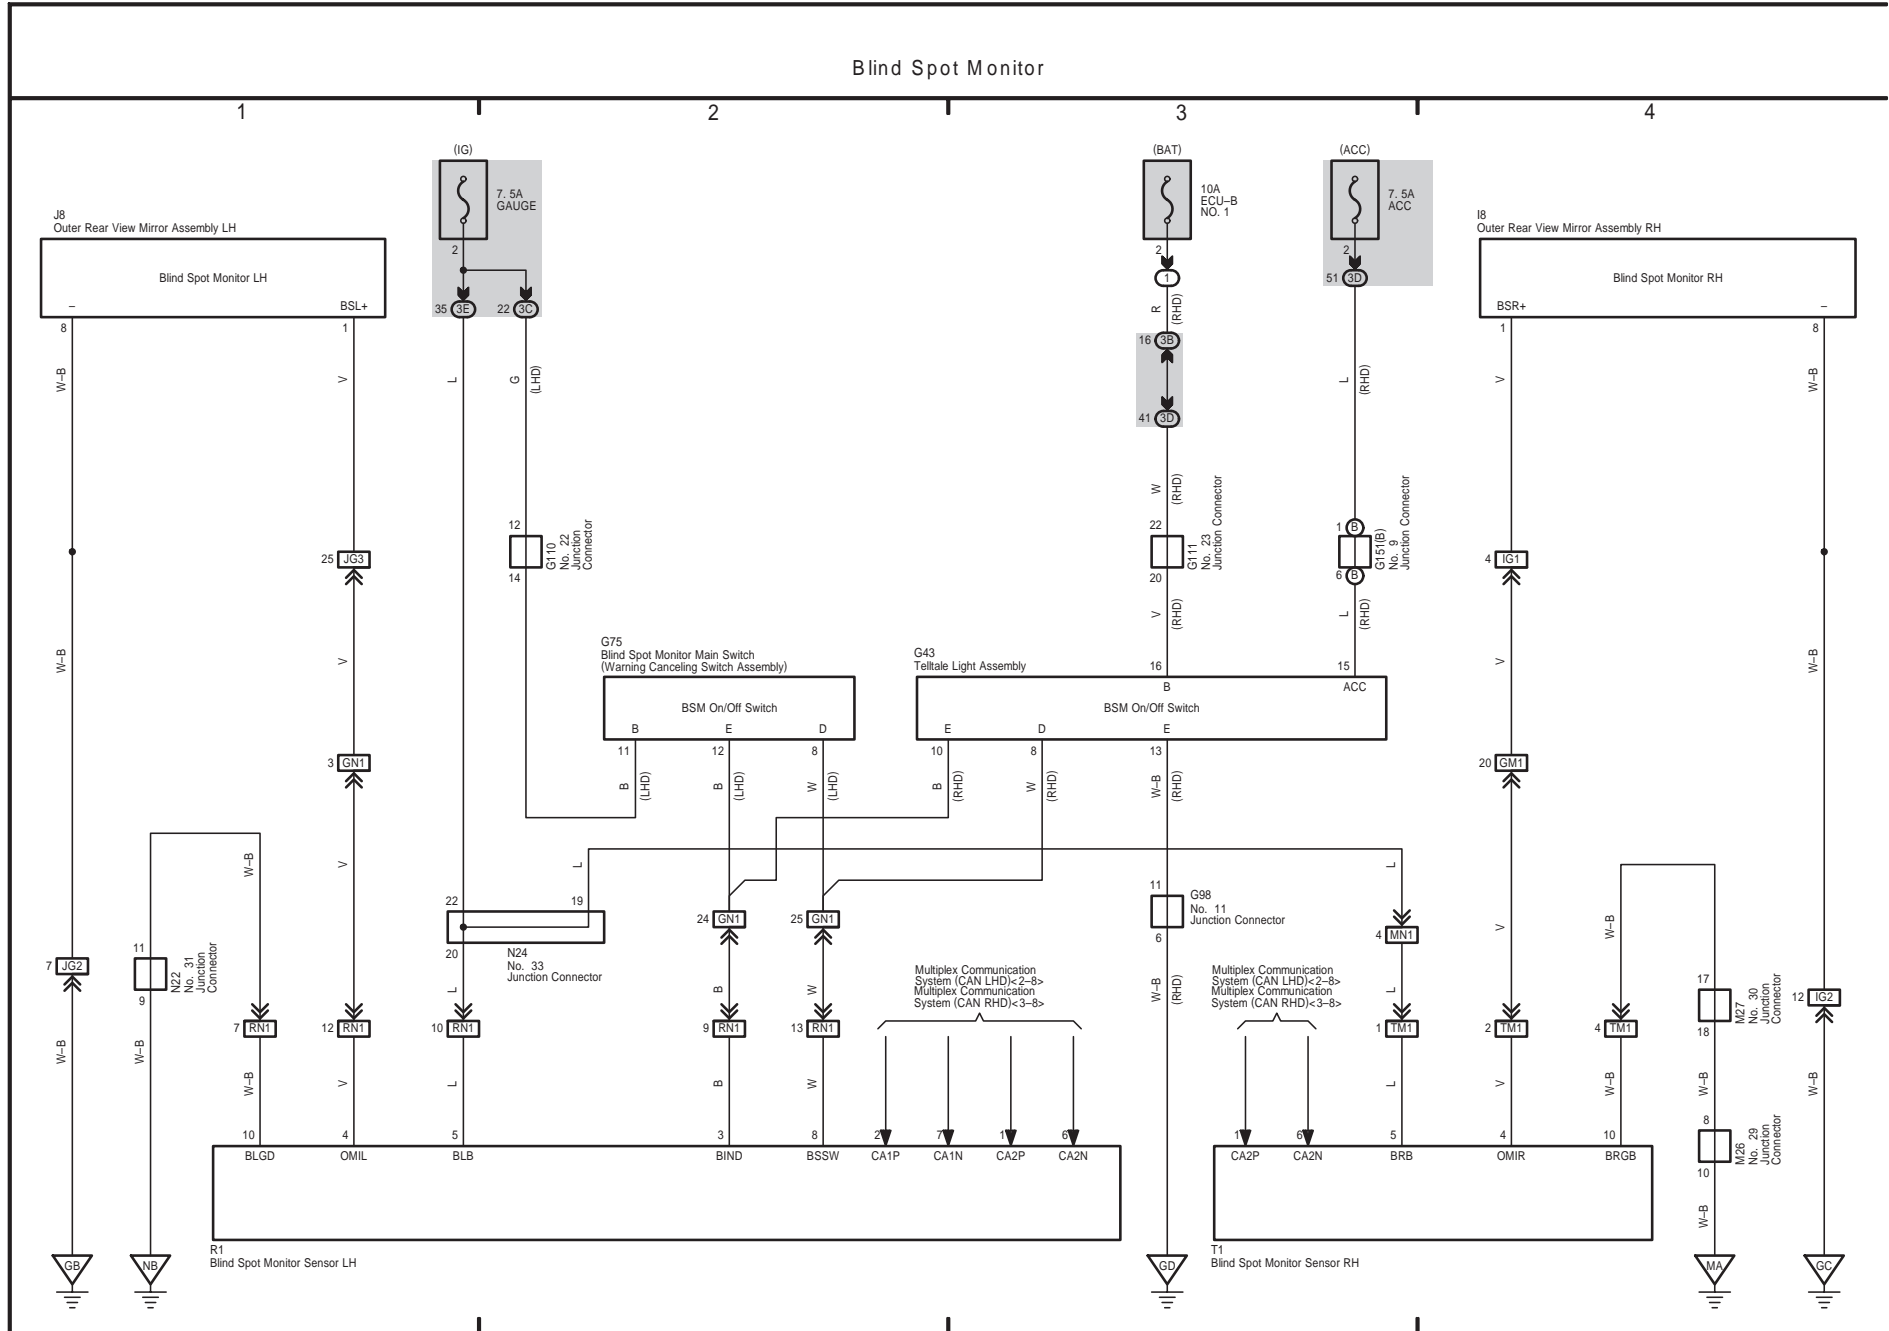 Blind Spot Monitor
1
2
3
4
(IG)
7. 5A
GAUGE
2
35
3E
22
3C
(BAT)
10A
ECU–B
NO. 1
2
1
(ACC)
7. 5A
ACC
2
51
3D
J8
Outer Rear View Mirror Assembly LH
Blind Spot Monitor LH
–
BSL+
8
1
I8
Outer Rear View Mirror Assembly RH
Blind Spot Monitor RH
BSR+
–
1
8
R
(RHD)
16
3B
41
3D
W–B
V
L
G
(LHD)
L
(RHD)
V
W–B
W
(RHD)
12
14
G110
No. 22
Junction
Connector
22
20
G111
No. 23
Junction Connector
1
B
6
B
G151(B)
No. 9
Junction Connector
25
JG3
4
IG1
V
(RHD)
L
(RHD)
W–B
V
V
W–B
G75
Blind Spot Monitor Main Switch
(Warning Canceling Switch Assembly)
BSM On/Off Switch
B
E
D
11
12
8
G43
Telltale Light Assembly
16
15
B
ACC
BSM On/Off Switch
E
D
E
10
8
13
3
GN1
20
GM1
B
(LHD)
B
(LHD)
W
(LHD)
B
(RHD)
W
(RHD)
W–B
(RHD)
W–B
V
L
L
22
19
20
N24
No. 33
Junction Connector
24
GN1
25
GN1
11
G98
No. 11
Junction Connector
6
4
MN1
V
W–B
7
JG2
11
9
N22
No. 31
Junction
Connector
17
18
M27
No. 30
Junction
Connector
12
IG2
L
B
W
Multiplex Communication
System (CAN LHD)<2–8>
Multiplex Communication
System (CAN RHD)<3–8>
W–B
(RHD)
Multiplex Communication
System (CAN LHD)<2–8>
Multiplex Communication
System (CAN RHD)<3–8>
L
7
RN1
12
RN1
10
RN1
9
RN1
13
RN1
1
TM1
2
TM1
4
TM1
W–B
W–B
W–B
V
L
B
W
L
V
W–B
W–B
W–B
8
10
M26
No. 29
Junction
Connector
10
4
5
3
8
2
7
1
6
BLGD
OMIL
BLB
BIND
BSSW
CA1P
CA1N
CA2P
CA2N
1
6
5
4
10
CA2P
CA2N
BRB
OMIR
BRGB
W–B
R1
Blind Spot Monitor Sensor LH
T1
Blind Spot Monitor Sensor RH
GB
NB
GD
MA
GC